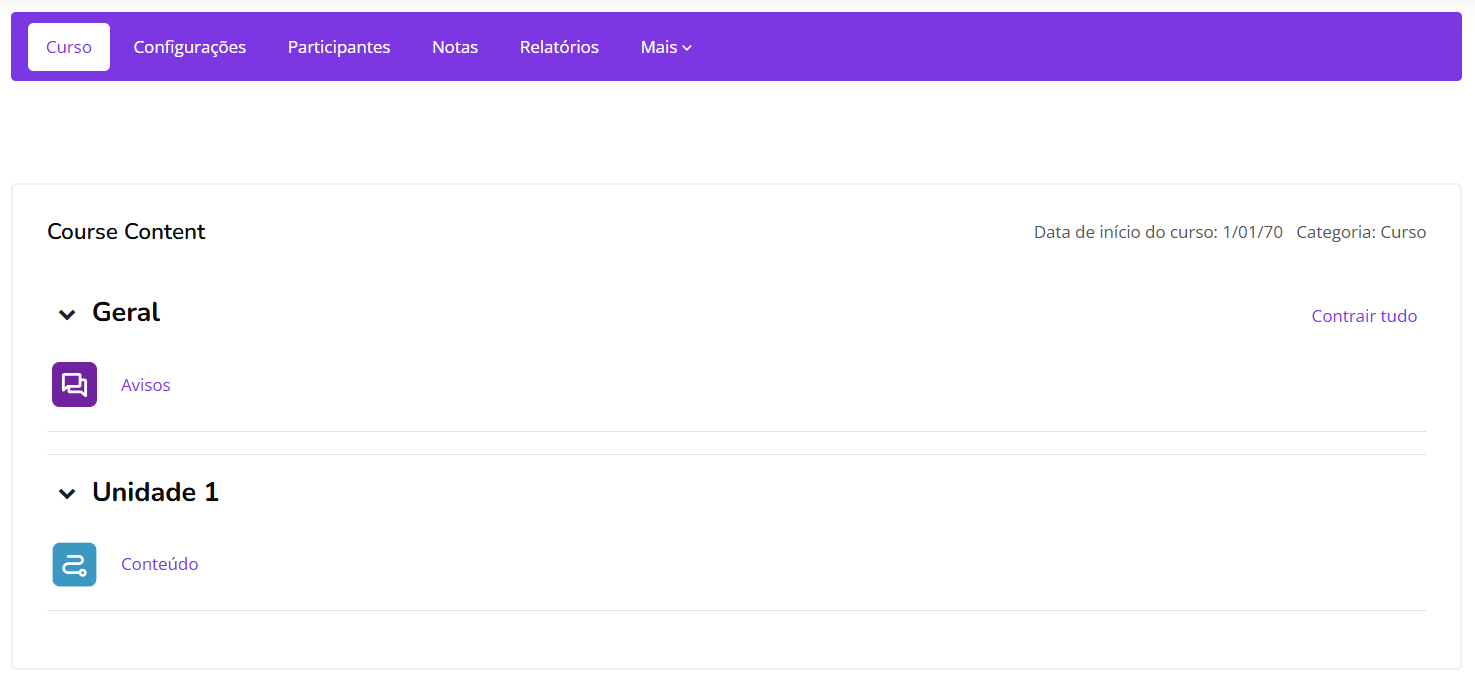 Curso Configurações Participantes Notas Relatórios Mais
Course Content Data de início do curso: 1/01/70 Categoria: Curso
Geral Contrair tudo
Avisos
Unidade 1
Conteúdo